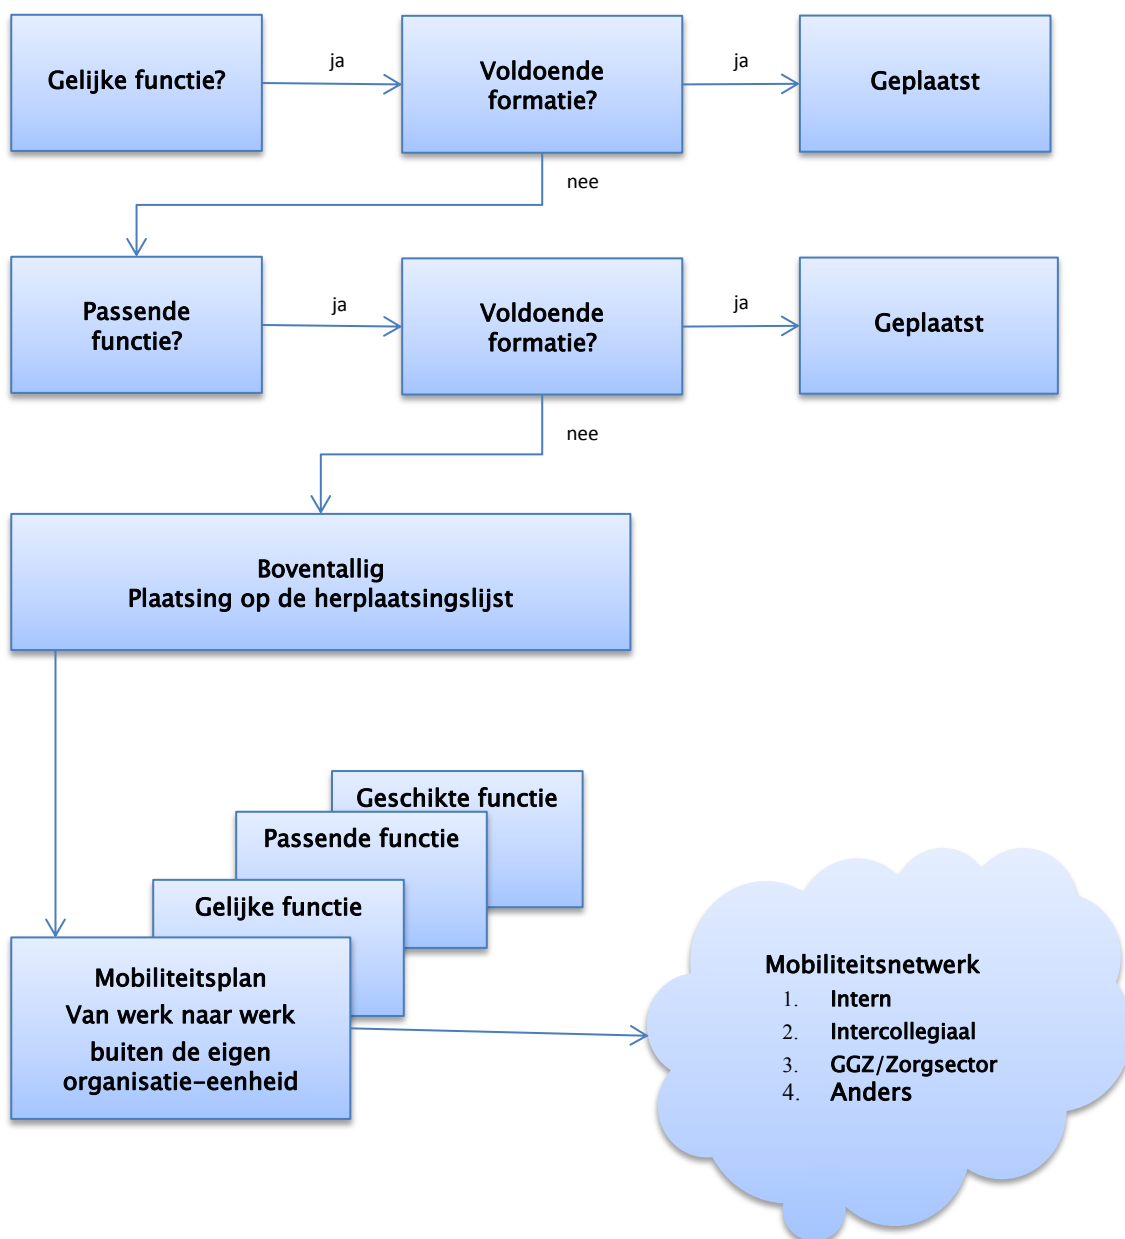 Gelijke functie?
ja
Voldoende
formatie?
ja
Geplaatst
nee
Passende
functie?
ja
Voldoende
formatie?
ja
Geplaatst
nee
Boventallig
Plaatsing op de herplaatsingslijst
Geschikte functie
Passende functie
Gelijke functie
Mobiliteitsplan
Van werk naar werk
buiten de eigen
organisatie-eenheid
Mobiliteitsnetwerk
1. Intern
2. Intercollegiaal
3. GGZ/Zorgsector
4. Anders